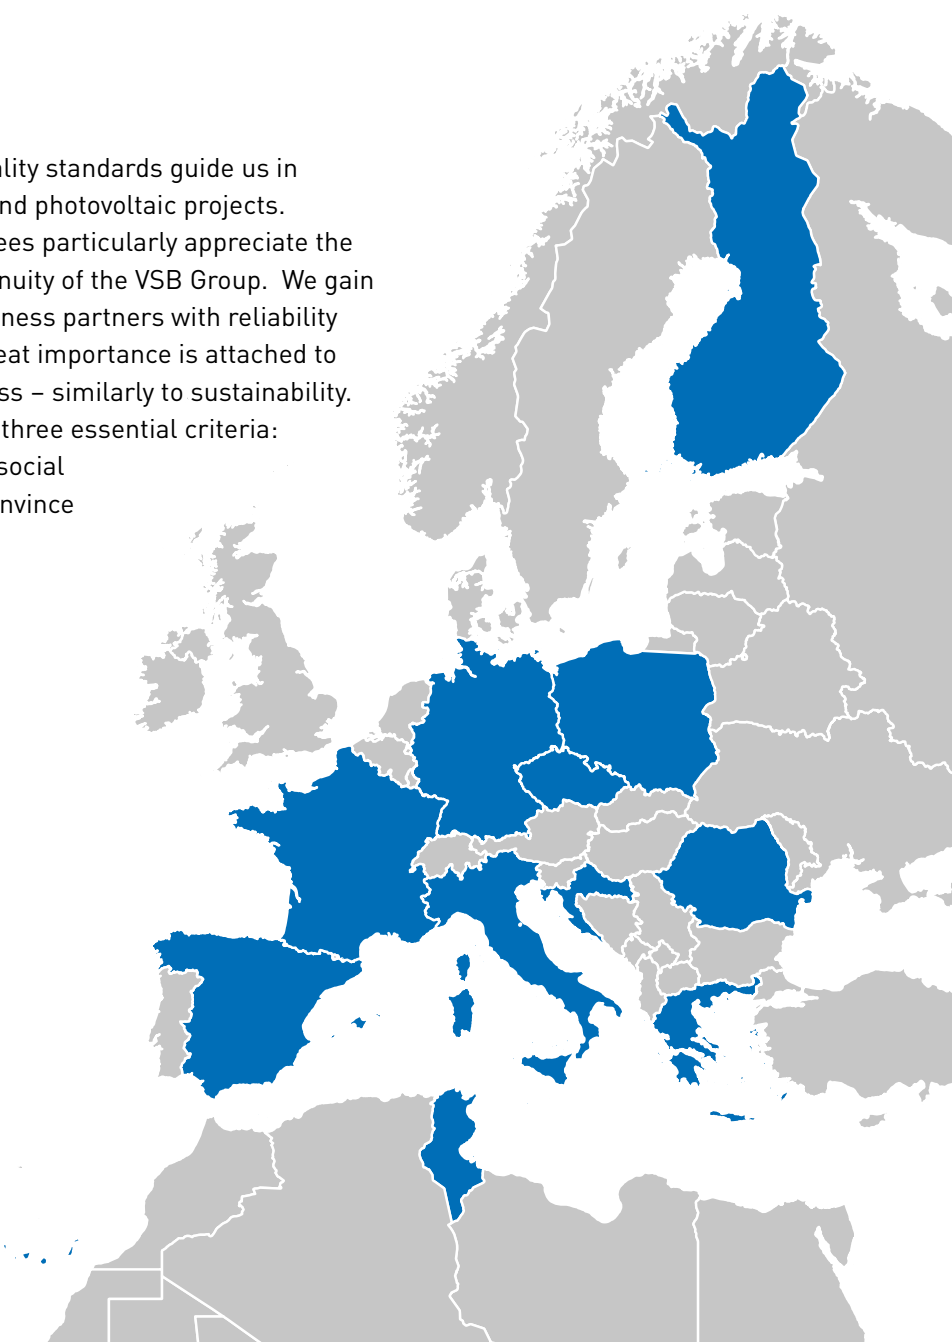 lity standards guide us in
nd photovoltaic projects.
ees particularly appreciate the
nuity of the VSB Group.  We gain
ness partners with reliability
eat importance is attached to
ss – similarly to sustainability.
three essential criteria:
social
nvince